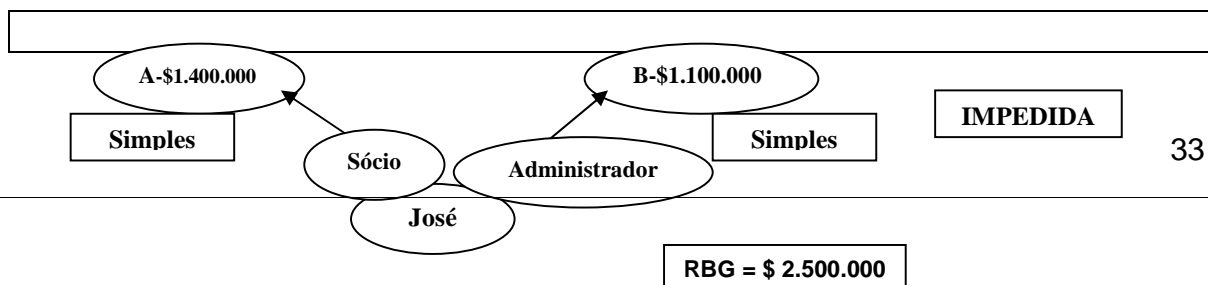 A-$1.400.000
B-$1.100.000
Simples
Simples
IMPEDIDA
33
Sócio
Administrador
José
RBG = $ 2.500.000